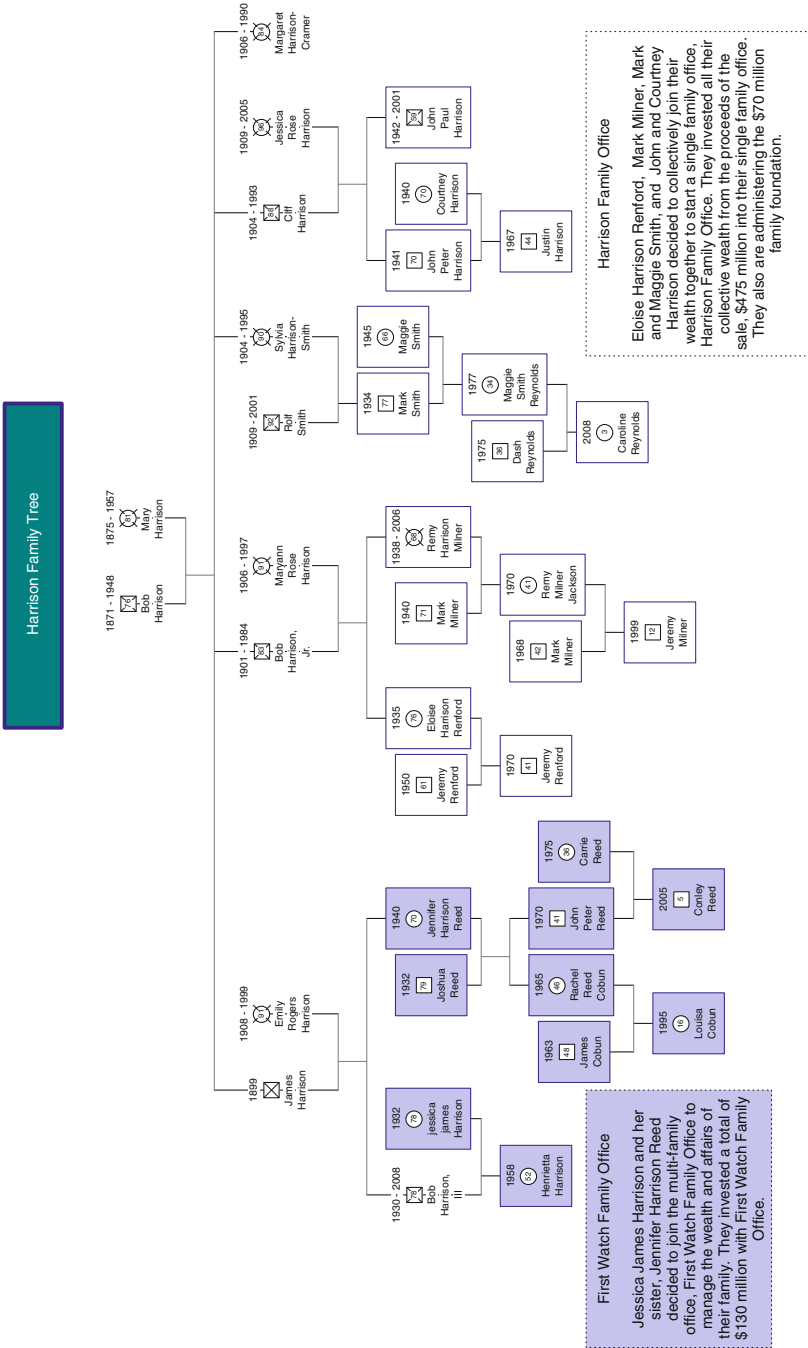 Harrison Family Tree
1871 - 1948
76
Bob
Harrison
1875 - 1957
81
Mary
Harrison
1899
James
Harrison
1908 - 1999
91
Emily
Rogers
Harrison
1901 - 1984
83
Bob
Harrison,
Jr.
1906 - 1997
91
Maryann
Rose
Harrison
1909 - 2001
92
Rolf
Smith
1904 - 1995
90
Sylvia
Harrison-
Smith
1904 - 1993
88
Ciff
Harrison
1909 - 2005
96
Jessica
Rose
Harrison
1906 - 1990
84
Margaret
Harrison-
Cramer
1930 - 2008
78
Bob
Harrison,
iii
1932
78
jessica
james
Harrison
1932
79
Joshua
Reed
1940
70
Jennifer
Harrison
Reed
1950
61
Jeremy
Renford
1935
76
Eloise
Harrison
Renford
1940
71
Mark
Milner
1938 - 2006
68
Remy
Harrison
Milner
1934
77
Mark
Smith
1945
66
Maggie
Smith
1941
70
John
Peter
Harrison
1940
70
Courtney
Harrison
1942 - 2001
59
John
Paul
Harrison
1958
52
Henrietta
Harrison
1963
48
James
Cobun
1965
46
Rachel
Reed
Cobun
1970
41
John
Peter
Reed
1975
36
Carrie
Reed
1970
41
Jeremy
Renford
1968
42
Mark
Milner
1970
41
Remy
Milner
Jackson
1975
36
Dash
Reynolds
1977
34
Maggie
Smith
Reynolds
1967
44
Justin
Harrison
1995
16
Louisa
Cobun
2005
5
Conley
Reed
1999
12
Jeremy
Milner
2008
3
Caroline
Reynolds
First Watch Family Office
Jessica James Harrison and her
sister, Jennifer Harrison Reed
decided to join the multi-family
office, First Watch Family Office to
manage the wealth and affairs of
their family. They invested a total of
$130 million with First Watch Family
Office.
Harrison Family Office
Eloise Harrison Renford, Mark Milner, Mark
and Maggie Smith, and John and Courtney
Harrison decided to collectively join their
wealth together to start a single family office,
Harrison Family Office. They invested all their
collective wealth from the proceeds of the
sale, $475 million into their single family office.
They also are administering the $70 million
family foundation.